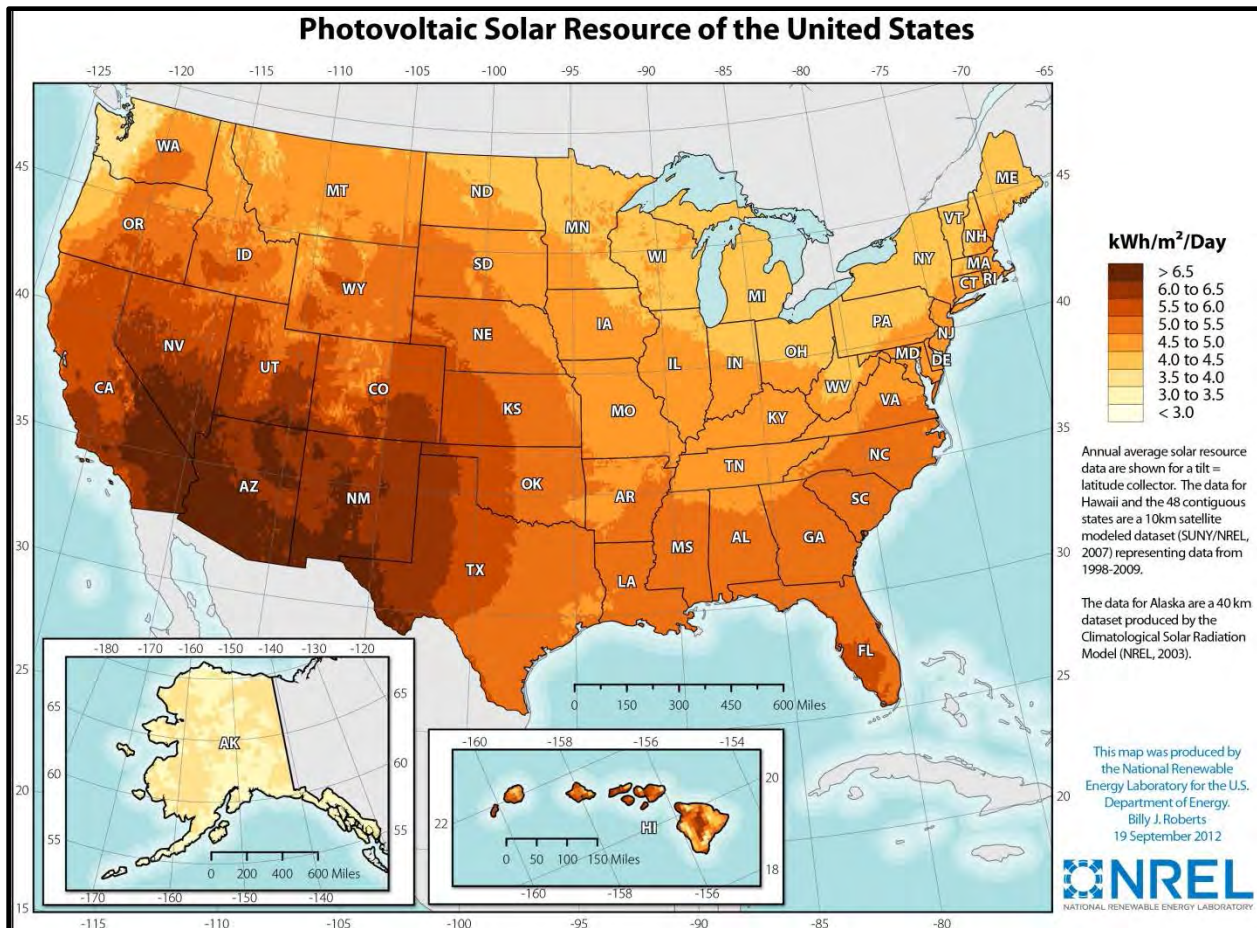 Photovoltaic Solar Resource of the United States
-125 -120 -115 -110 -105 -100 -95 -90 -85 -80 -75 -70 -65
45
40
35
30
25
20
15
45
40
35
30
25
20
-115 -110 -105 -100 -95 -90 -85 -80
WA
OR
CA
NV
ID
MT
WY
UT
CO
AZ
NM
ND
SD
NE
KS
OK
TX
MN
IA
MO
AR
LA
WI
IL
MI
IN
OH
KY
TN
MS
AL
GA
FL
SC
NC
VA
WV
MD
DE
PA
NJ
NY
CT
RI
MA
VT
NH
ME
kWh/m²/Day
> 6.5
6.0 to 6.5
5.5 to 6.0
5.0 to 5.5
4.5 to 5.0
4.0 to 4.5
3.5 to 4.0
3.0 to 3.5
< 3.0
Annual average solar resource
data are shown for a tilt =
latitude collector. The data for
Hawaii and the 48 contiguous
states are a 10km satellite
modeled dataset (SUNY/NREL,
2007) representing data from
1998-2009.
The data for Alaska are a 40 km
dataset produced by the
Climatological Solar Radiation
Model (NREL, 2003).
0 150 300 450 600 Miles
-180 -170 -160 -150 -140 -130 -120
65
60
55
65
60
55
AK
0 200 400 600 Miles
-170 -160 -150 -140
-160 -158 -156 -154
22
20
18
HI
0 50 100 150 Miles
-160 -158 -156
This map was produced by
the National Renewable
Energy Laboratory for the U.S.
Department of Energy.
Billy J. Roberts
19 September 2012
NREL
NATIONAL RENEWABLE ENERGY LABORATORY